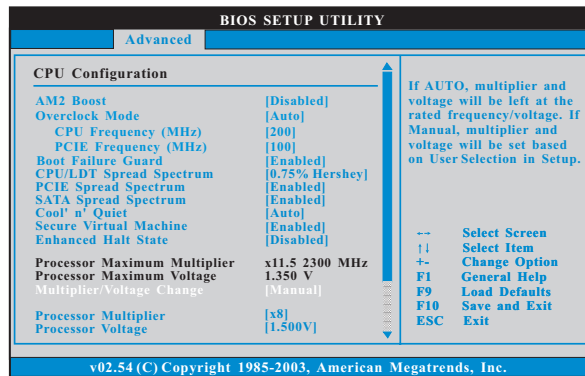 BIOS SETUP UTILITY
Advanced
CPU Configuration
AM2 Boost [Disabled]
Overclock Mode [Auto]
CPU Frequency (MHz) [200]
PCIE Frequency (MHz) [100]
Boot Failure Guard [Enabled]
CPU/LDT Spread Spectrum [0.75% Hershey]
PCIE Spread Spectrum [Enabled]
SATA Spread Spectrum [Enabled]
Cool' n' Quiet [Auto]
Secure Virtual Machine [Enabled]
Enhanced Halt State [Disabled]
Processor Maximum Multiplier x11.5 2300 MHz
Processor Maximum Voltage 1.350 V
Multiplier/Voltage Change [Manual]
Processor Multiplier [x8]
Processor Voltage [1.500V]
If AUTO, multiplier and
voltage will be left at the
rated frequency/voltage. If
Manual, multiplier and
voltage will be set based
on User Selection in Setup.
←→ Select Screen
↑↓ Select Item
+- Change Option
F1 General Help
F9 Load Defaults
F10 Save and Exit
ESC Exit
v02.54 (C) Copyright 1985-2003, American Megatrends, Inc.